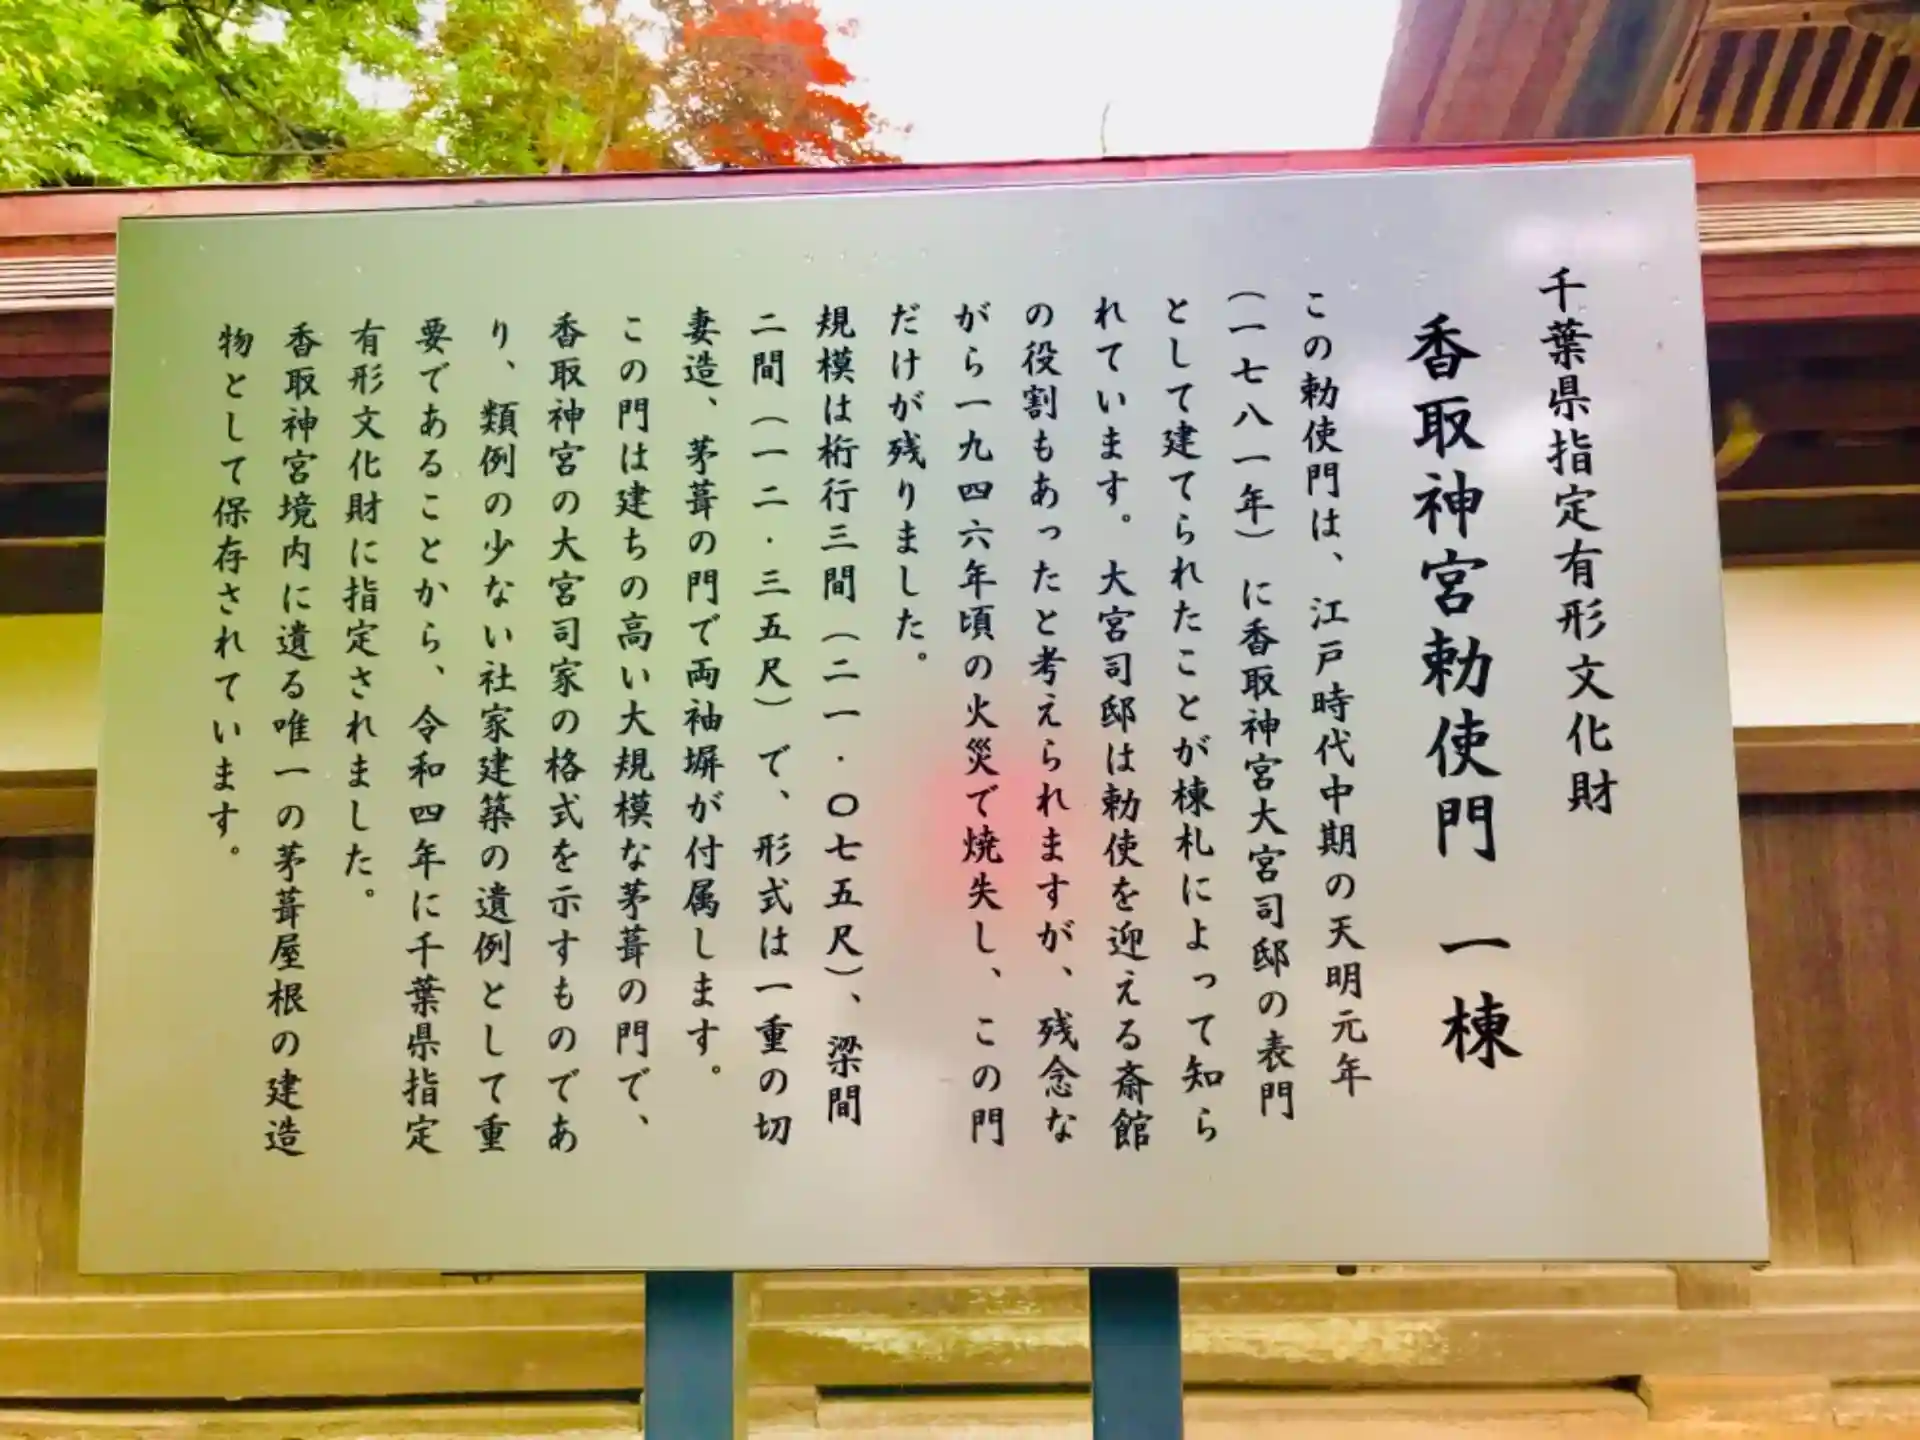 千葉県指定有形文化財
香取神宮勅使門 一棟
この勅使門は、江戸時代中期の天明元年
(一七八一年)に香取神宮大宮司邸の表門
として建てられたことが棟札によって知ら
れています。大宮司邸は勅使を迎える斎館
の役割もあったと考えられますが、残念な
がら一九四六年頃の火災で焼失し、この門
だけが残りました。
規模は桁行三間(二一・〇七五尺)、梁間
二間(一二・三五尺)で、形式は一重の切
妻造、茅葺の門で両袖塀が付属します。
この門は建ちの高い大規模な茅葺の門で、
香取神宮の大宮司家の格式を示すものであ
り、類例の少ない社家建築の遺例として重
要であることから、令和四年に千葉県指定
有形文化財に指定されました。
香取神宮境内に遺る唯一の茅葺屋根の建造
物として保存されています。